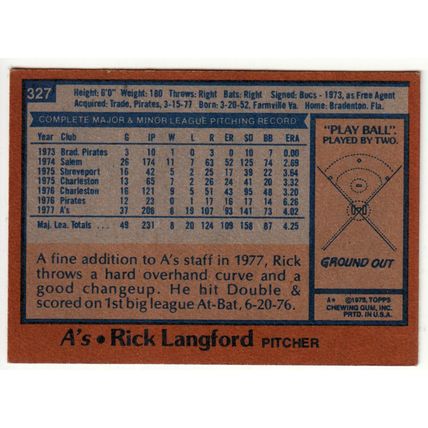 327
Height: 6'0" Weight: 180 Throws: Right Bats: Right Signed: Bucs - 1973, as Free Agent
Acquired: Trade, Pirates, 3-15-77 Born: 3-20-52, Farmville Va. Home: Bradenton, Fla.
COMPLETE MAJOR & MINOR LEAGUE PITCHING RECORD
Year Club G IP W L R ER SO BB ERA
1973 Brad. Pirates 3 10 1 0 3 0 7 0.00
1974 Salem 26 174 11 7 63 52 125 74 2.69
1975 Shreveport 16 42 5 2 25 17 39 22 3.64
1975 Charleston 13 65 7 2 26 24 41 20 3.32
1976 Charleston 16 121 9 5 51 43 95 48 3.20
1976 Pirates 12 23 0 1 17 16 17 14 6.26
1977 A's 37 208 8 19 107 93 141 73 4.02
Maj. Lea. Totals 49 231 8 20 124 109 158 87 4.25
A fine addition to A's staff in 1977, Rick
throws a hard overhand curve and a
good changeup. He hit Double &
scored on 1st big league At-Bat, 6-20-76.
"PLAY BALL".
PLAYED BY TWO.
GROUND OUT
A* ©1978, TOPPS
CHEWING GUM, INC.
PRTD. IN U.S.A.
A's • Rick Langford PITCHER